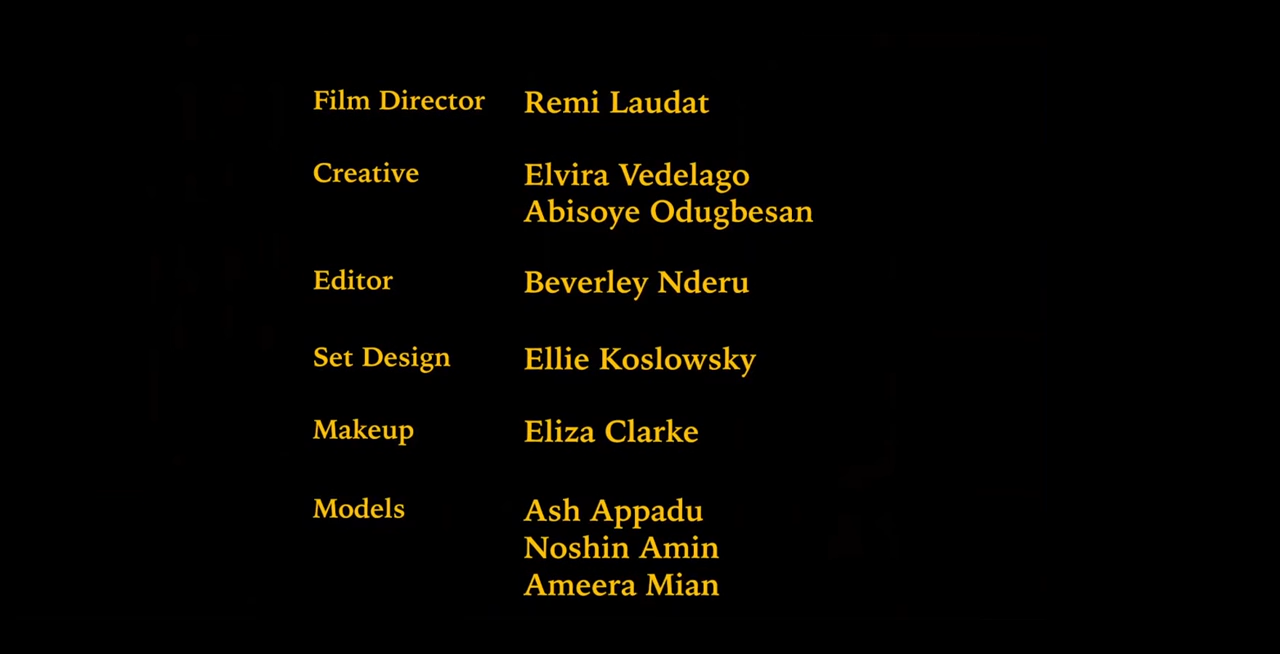 Film Director Remi Laudat
Creative Elvira Vedelago
Abisoye Odugbesan
Editor Beverley Nderu
Set Design Ellie Koslowsky
Makeup Eliza Clarke
Models Ash Appadu
Noshin Amin
Ameera Mian